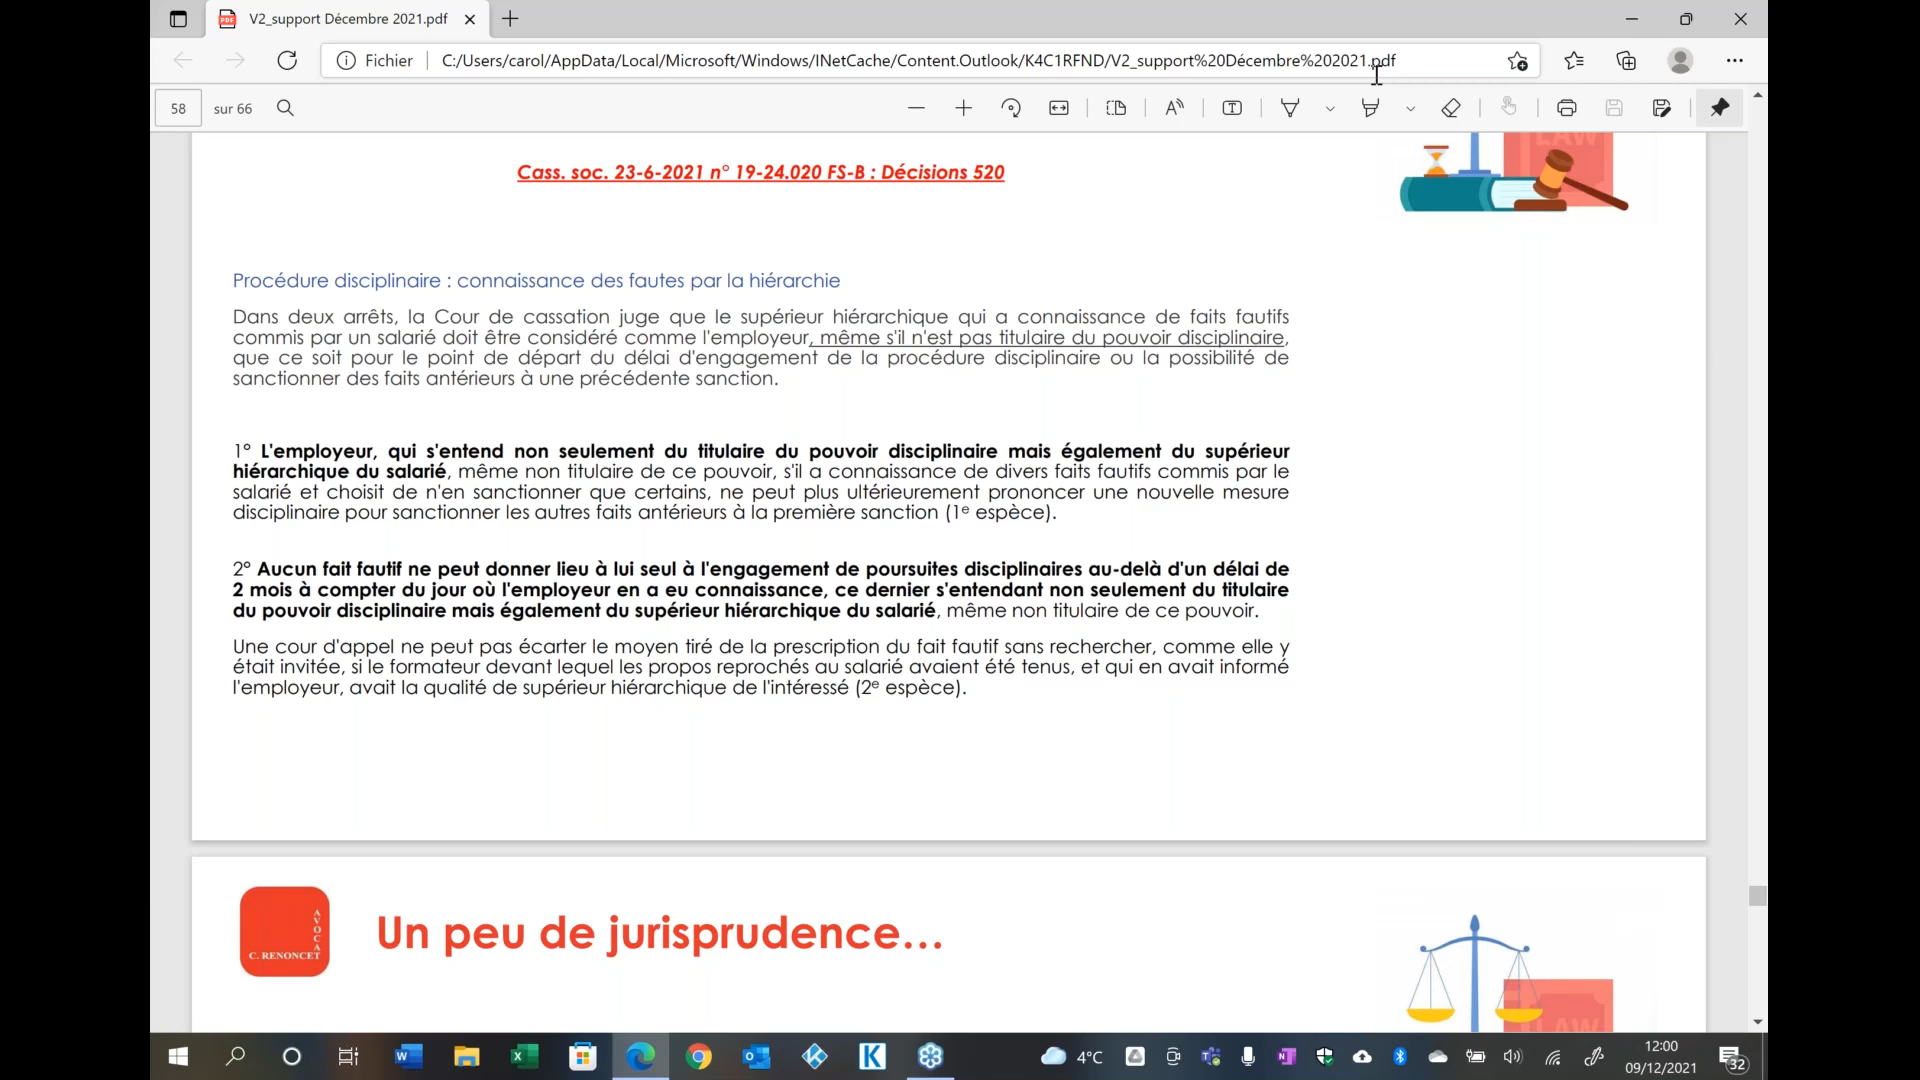 V2_support Décembre 2021.pdf
Fichier
C:/Users/carol/AppData/Local/Microsoft/Windows/INetCache/Content.Outlook/K4C1RFND/V2_support%20Décembre%202021.pdf
58 sur 66
LAW
Cass. soc. 23-6-2021 n° 19-24.020 FS-B : Décisions 520
Procédure disciplinaire : connaissance des fautes par la hiérarchie
Dans deux arrêts, la Cour de cassation juge que le supérieur hiérarchique qui a connaissance de faits fautifs
commis par un salarié doit être considéré comme l'employeur, même s'il n'est pas titulaire du pouvoir disciplinaire,
que ce soit pour le point de départ du délai d'engagement de la procédure disciplinaire ou la possibilité de
sanctionner des faits antérieurs à une précédente sanction.
1° L'employeur, qui s'entend non seulement du titulaire du pouvoir disciplinaire mais également du supérieur
hiérarchique du salarié, même non titulaire de ce pouvoir, s'il a connaissance de divers faits fautifs commis par le
salarié et choisit de n'en sanctionner que certains, ne peut plus ultérieurement prononcer une nouvelle mesure
disciplinaire pour sanctionner les autres faits antérieurs à la première sanction (1e espèce).
2° Aucun fait fautif ne peut donner lieu à lui seul à l'engagement de poursuites disciplinaires au-delà d'un délai de
2 mois à compter du jour où l'employeur en a eu connaissance, ce dernier s'entendant non seulement du titulaire
du pouvoir disciplinaire mais également du supérieur hiérarchique du salarié, même non titulaire de ce pouvoir.
Une cour d'appel ne peut pas écarter le moyen tiré de la prescription du fait fautif sans rechercher, comme elle y
était invitée, si le formateur devant lequel les propos reprochés au salarié avaient été tenus, et qui en avait informé
l'employeur, avait la qualité de supérieur hiérarchique de l'intéressé (2e espèce).
AVOCAT
C. RENONCET
Un peu de jurisprudence...
LAW
4°C
12:00
09/12/2021
32